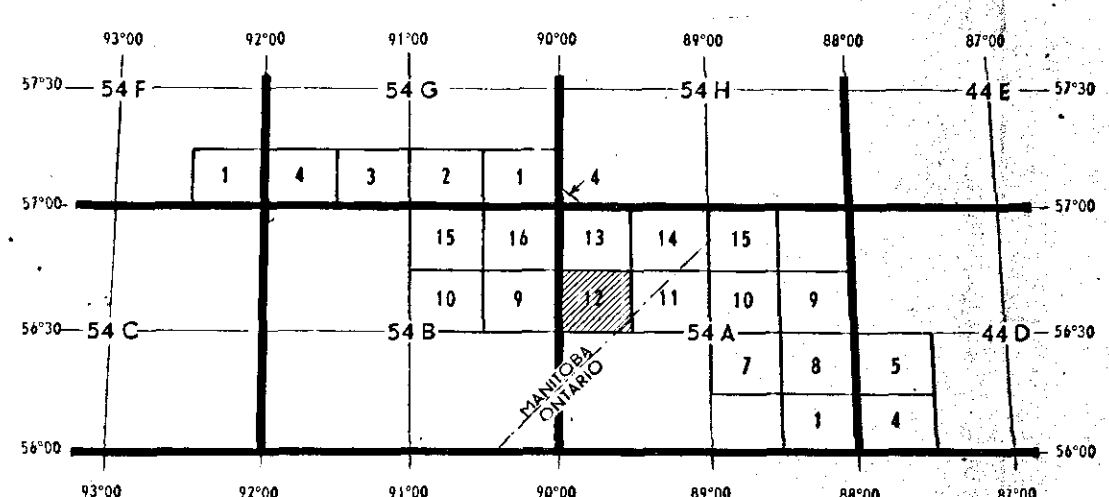 93°00 92°00 91°00 90°00 89°00 88°00 87°00
57°30 54 F 54 G 54 H 44 E 57°30
1 4 3 2 1 4
57°00 57°00
15 16 13 14 15
10 9 12 11 10 9
56°30 54 C 54 B 54 A 44 D 56°30
MANITOBA
ONTARIO
7 8 5
1 4
56°00 56°00
93°00 92°00 91°00 90°00 89°00 88°00 87°00